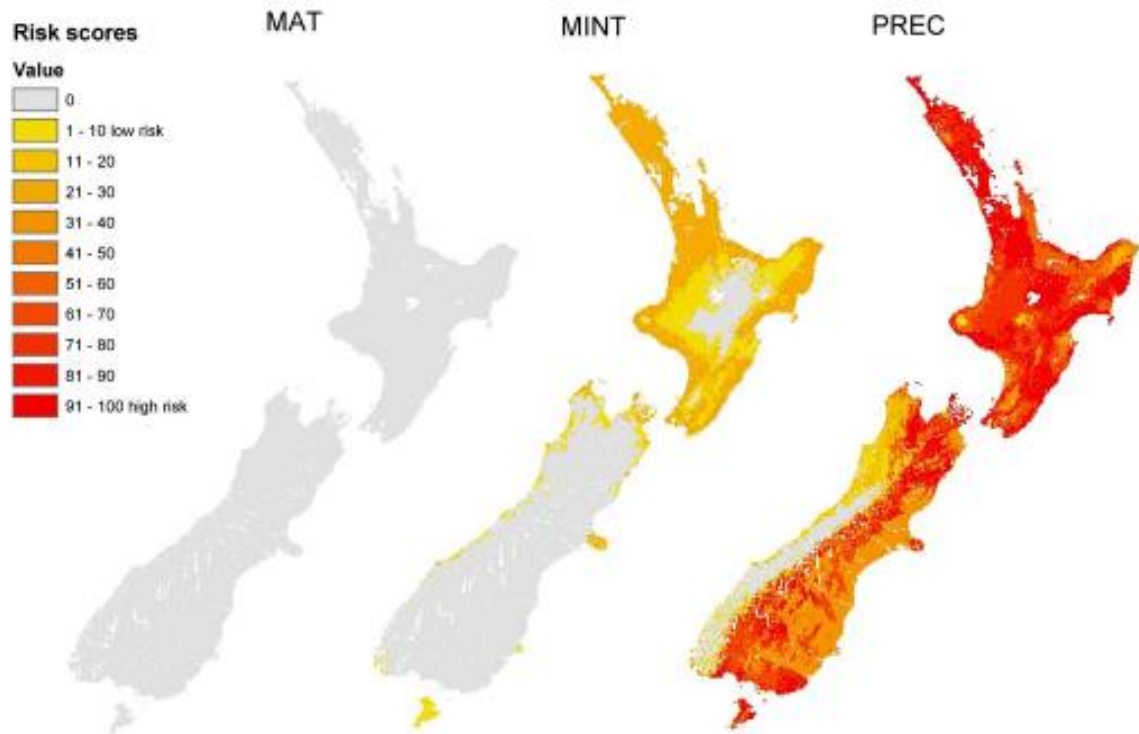 MAT
MINT
PREC
Risk scores
Value
0
1 - 10 low risk
11 - 20
21 - 30
31 - 40
41 - 50
51 - 60
61 - 70
71 - 80
81 - 90
91 - 100 high risk